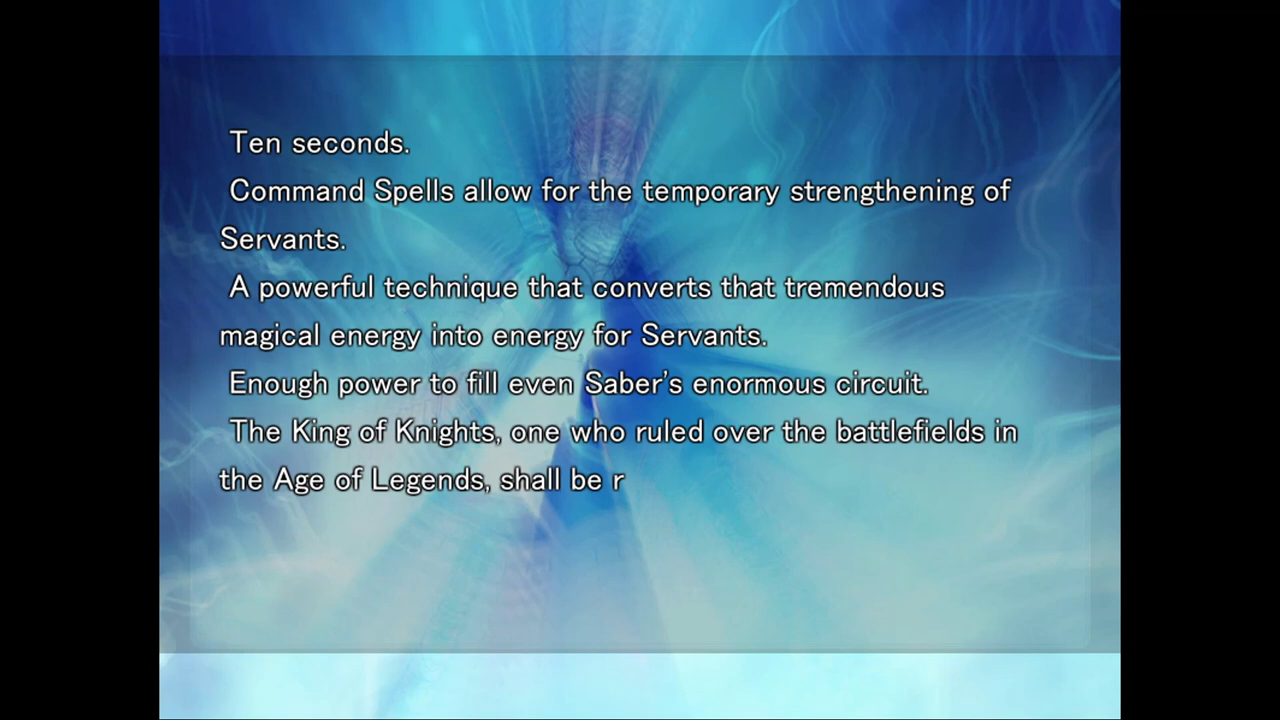 Ten seconds.
Command Spells allow for the temporary strengthening of
Servants.
A powerful technique that converts that tremendous
magical energy into energy for Servants.
Enough power to fill even Saber's enormous circuit.
The King of Knights, one who ruled over the battlefields in
the Age of Legends, shall be r